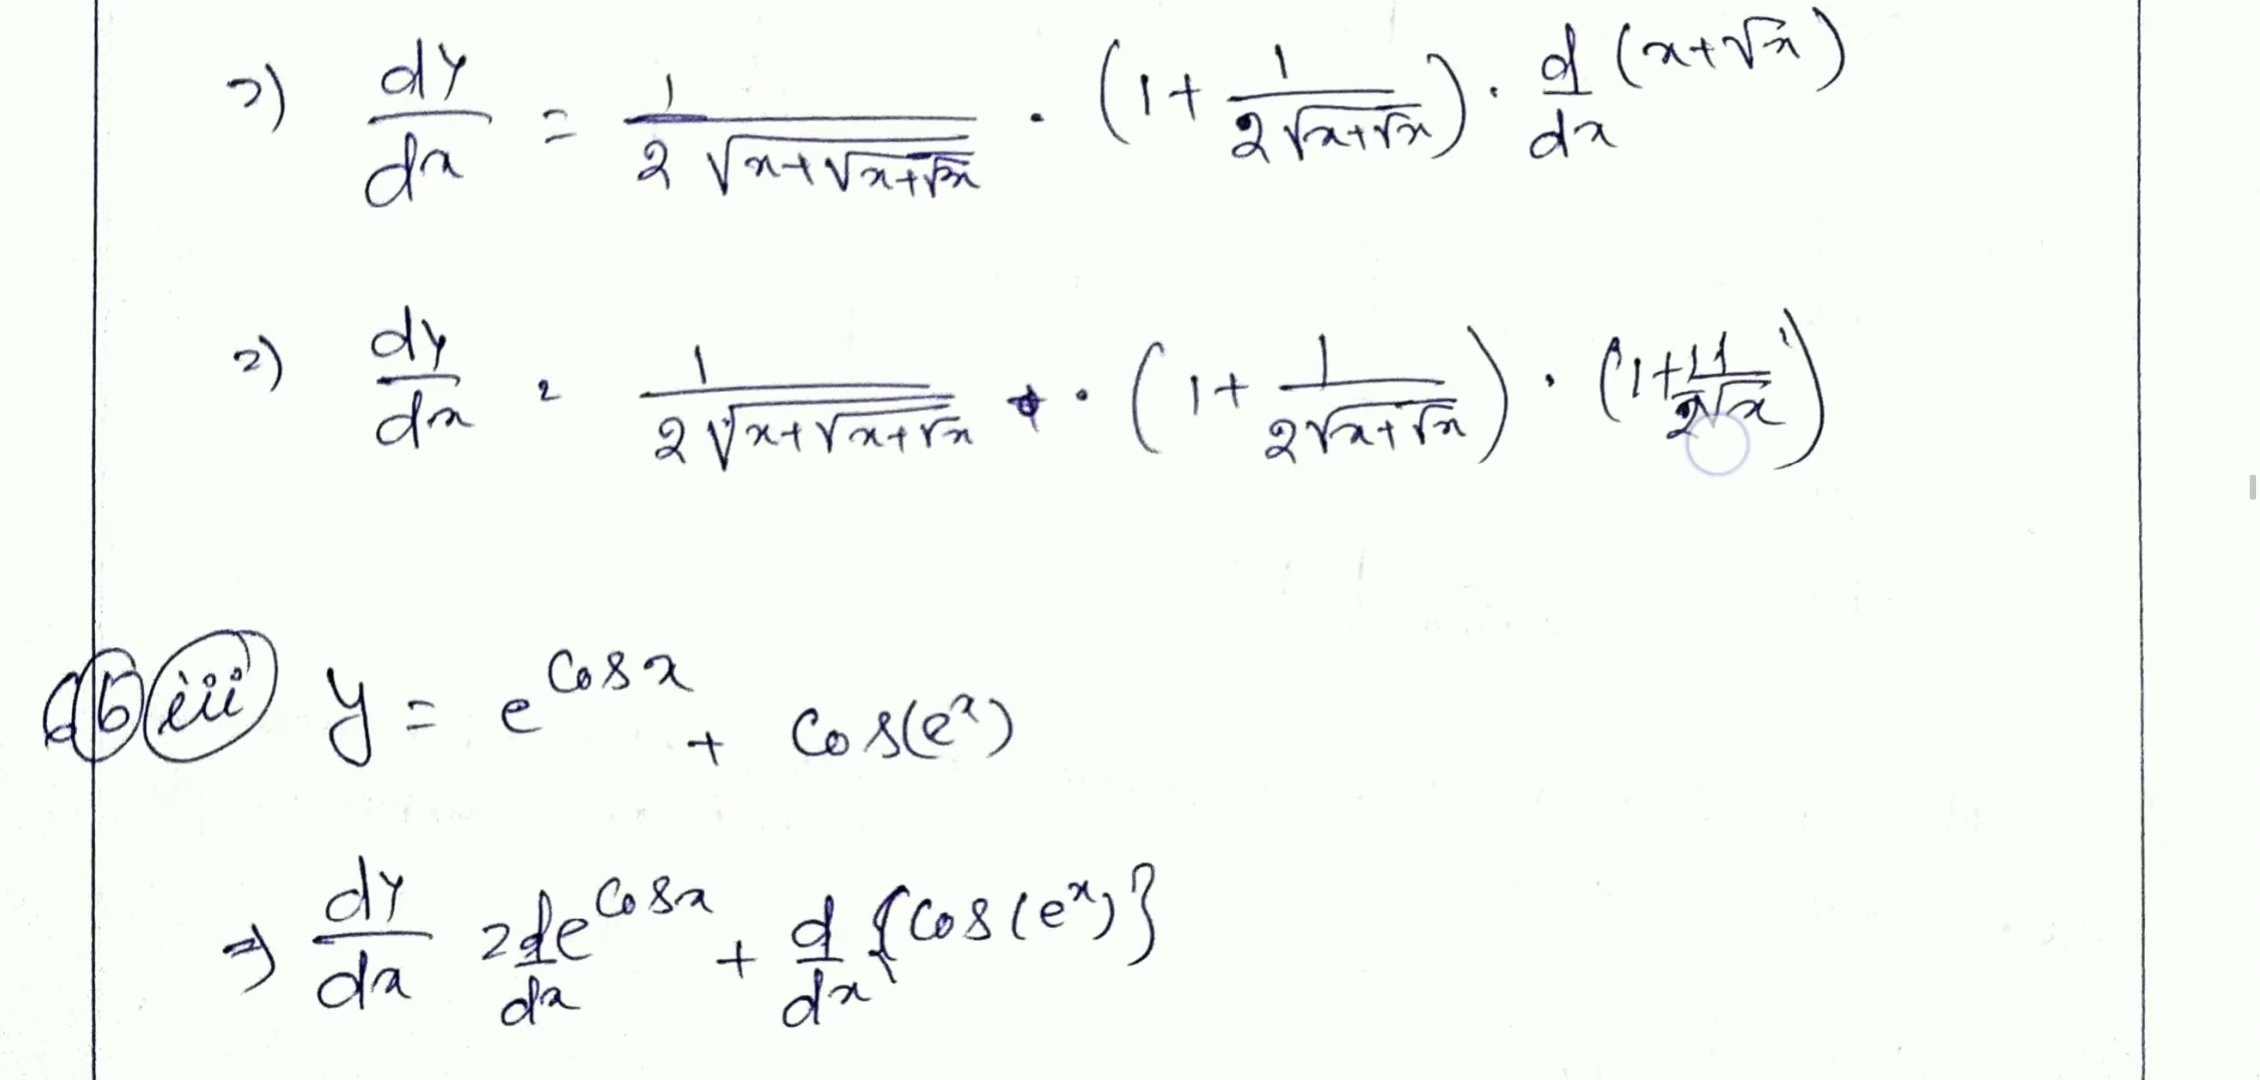 ⇒) dy/dx = 1/(2√(x+√(x+√x))) · (1+ 1/(2√(x+√x))) · d/dx (x+√x)
⇒) dy/dx = 1/(2√(x+√(x+√x))) · (1+ 1/(2√(x+√x))) · (1+ 1/(2√x))
6 iii y = e^(Cos x) + Cos(e^x)
⇒ dy/dx = d/dx e^(Cos x) + d/dx {Cos(e^x)}